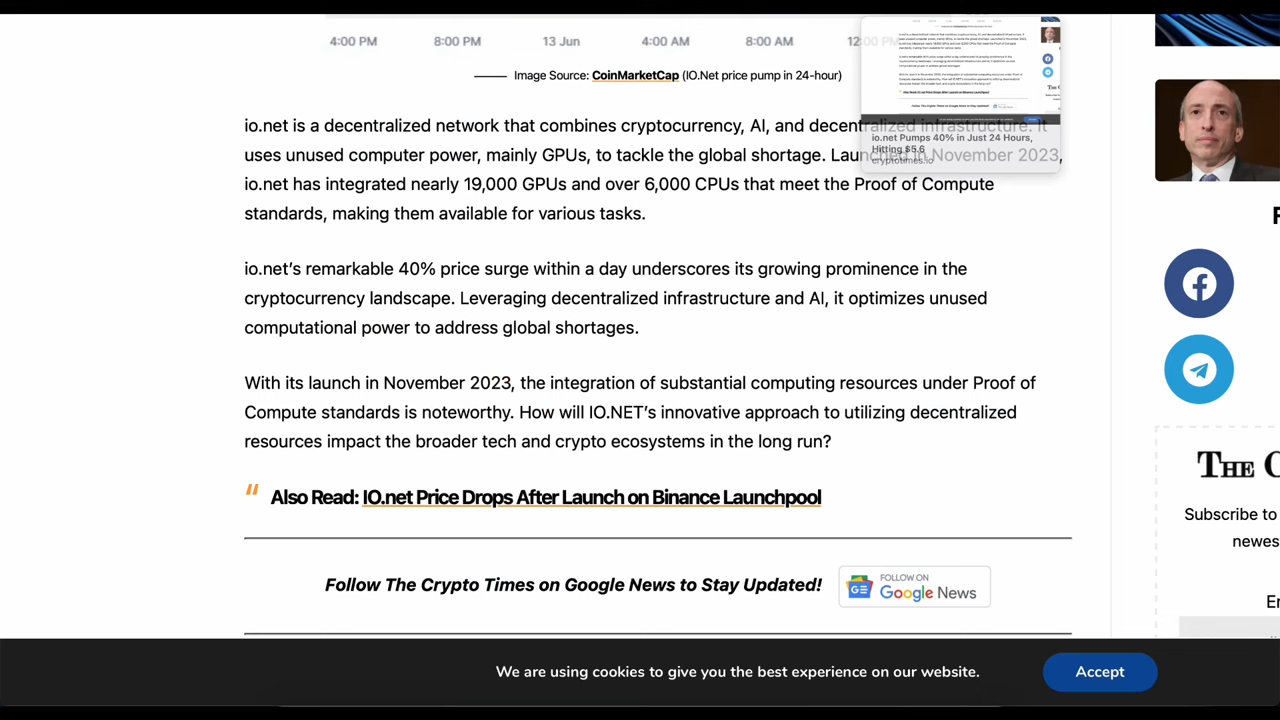 4:00 PM 8:00 PM 12 Jun 4:00 AM 8:00 AM 12:00 PM
Image Source: CoinMarketCap (IO.Net price pump in 24-hour)
io.net is a decentralized network that combines cryptocurrency, AI, and decentralized infrastructure. It
uses unused computer power, mainly GPUs, to tackle the global shortage. Launched in November 2023,
io.net has integrated nearly 19,000 GPUs and over 6,000 CPUs that meet the Proof of Compute
standards, making them available for various tasks.
io.net Pumps 40% in Just 24 Hours,
Hitting $5.6
cryptotimes.io
io.net’s remarkable 40% price surge within a day underscores its growing prominence in the
cryptocurrency landscape. Leveraging decentralized infrastructure and AI, it optimizes unused
computational power to address global shortages.
With its launch in November 2023, the integration of substantial computing resources under Proof of
Compute standards is noteworthy. How will IO.NET’s innovative approach to utilizing decentralized
resources impact the broader tech and crypto ecosystems in the long run?
Also Read: IO.net Price Drops After Launch on Binance Launchpool
Follow The Crypto Times on Google News to Stay Updated!
FOLLOW ON
Google News
F
THE C
Subscribe to
newes
En
We are using cookies to give you the best experience on our website.
Accept